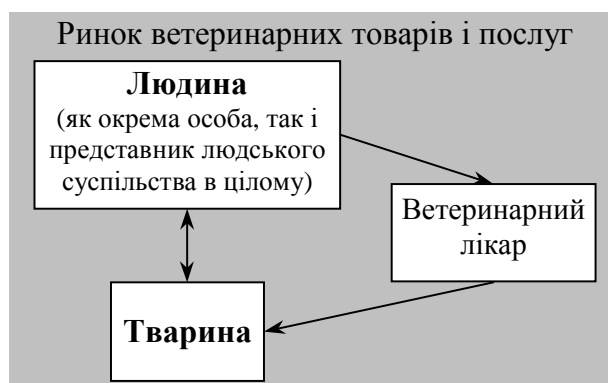 Ринок ветеринарних товарів і послуг
Людина
(як окрема особа, так і
представник людського
суспільства в цілому)
Ветеринарний
лікар
Тварина